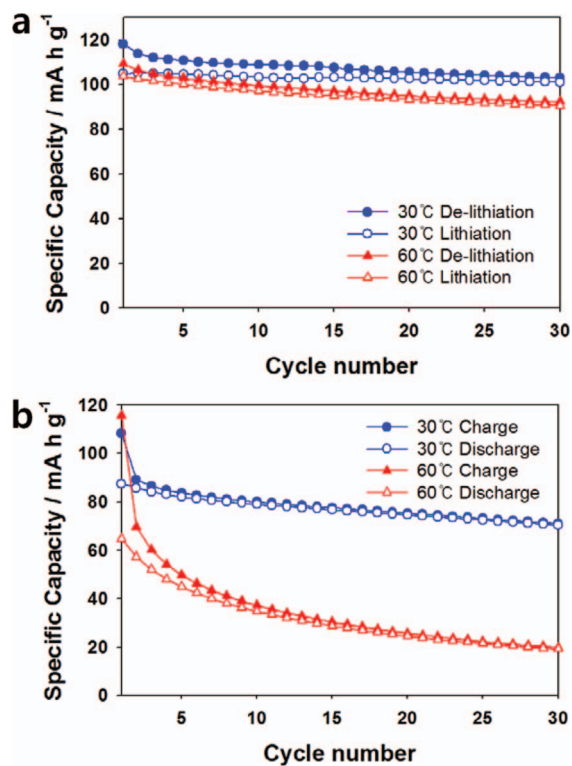 a
Specific Capacity / mA h g⁻¹
120
100
80
60
40
20
0
30℃ De-lithiation
30℃ Lithiation
60℃ De-lithiation
60℃ Lithiation
5 10 15 20 25 30
Cycle number
b
Specific Capacity / mA h g⁻¹
120
100
80
60
40
20
0
30℃ Charge
30℃ Discharge
60℃ Charge
60℃ Discharge
5 10 15 20 25 30
Cycle number